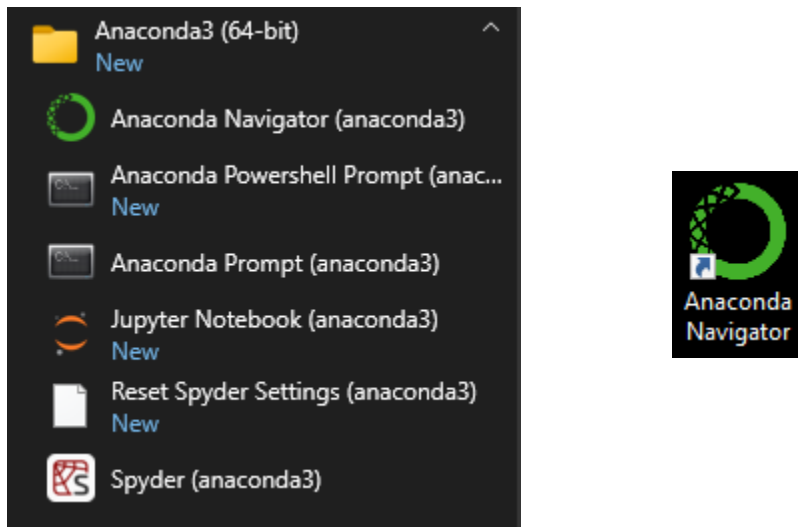 Anaconda3 (64-bit)
New
Anaconda Navigator (anaconda3)
Anaconda Powershell Prompt (anac...
New
Anaconda Prompt (anaconda3)
Jupyter Notebook (anaconda3)
New
Reset Spyder Settings (anaconda3)
New
Spyder (anaconda3)
Anaconda
Navigator